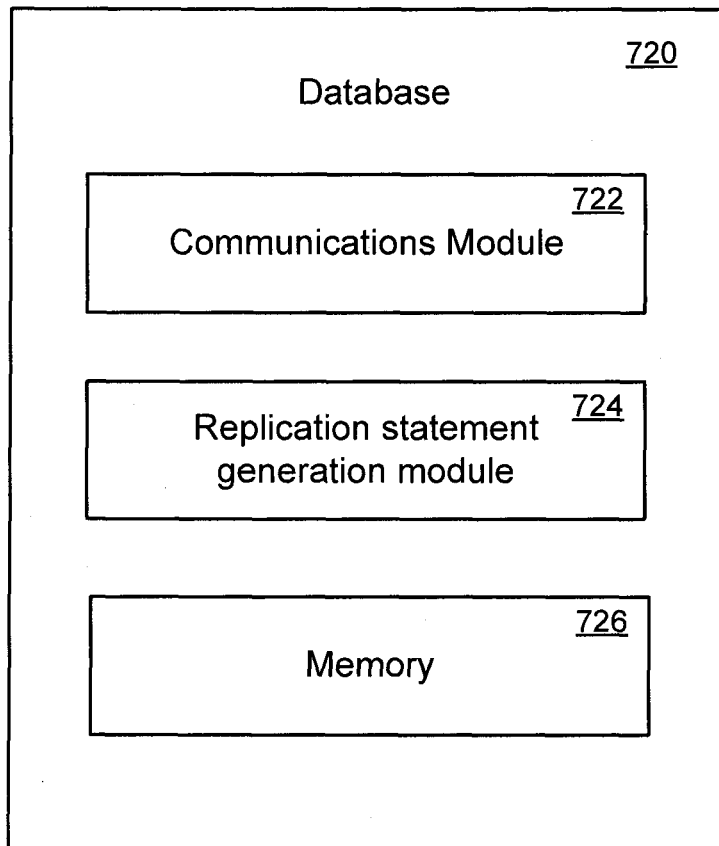 720
Database
722
Communications Module
724
Replication statement
generation module
726
Memory